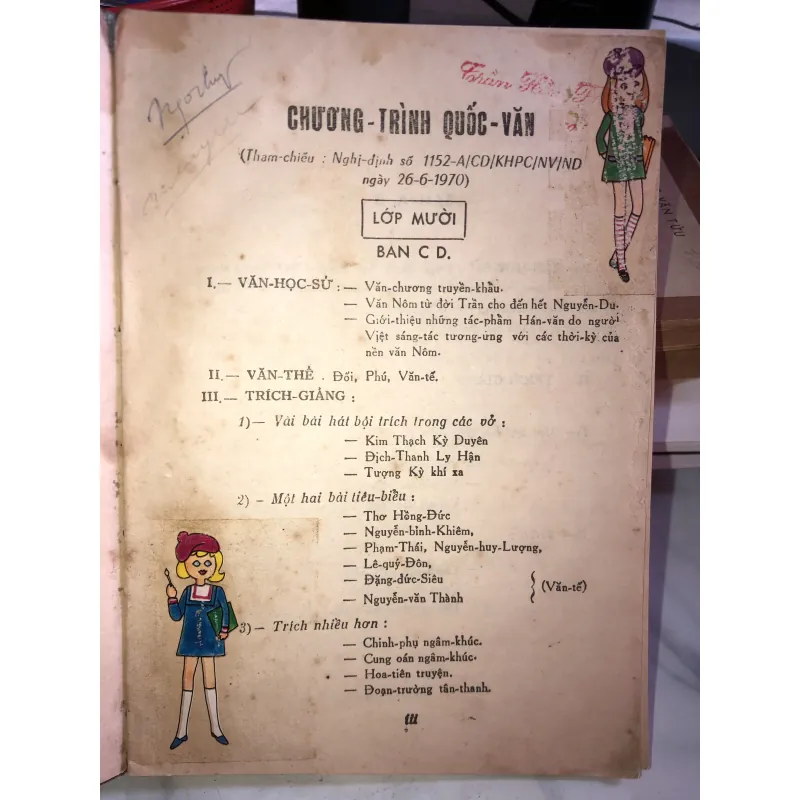 Trần
CHƯƠNG-TRÌNH QUỐC-VĂN
(Tham-chiếu : Nghị-định số 1152-A/CD/KHPC/NV/NĐ
ngày 26-6-1970)
LỚP MƯỜI
BAN C D.
I.— VĂN-HỌC-SỬ : — Văn-chương truyền-khẩu.
— Văn Nôm từ đời Trần cho đến hết Nguyễn-Du.
— Giới-thiệu những tác-phẩm Hán-văn do người
Việt sáng-tác tương-ứng với các thời-kỳ của
nền văn Nôm.
II.— VĂN-THỂ . Đối, Phú, Văn-tế.
III.— TRÍCH-GIẢNG :
1)— Vài bài hát bội trích trong các vở :
— Kim Thạch Kỳ Duyên
— Địch-Thanh Ly Hận
— Tượng Kỳ khí xa
2) - Một hai bài tiêu-biểu :
— Thơ Hồng-Đức
— Nguyễn-bỉnh-Khiêm,
— Phạm-Thái, Nguyễn-huy-Lượng,
— Lê-quý-Đôn,
— Đặng-đức-Siêu
— Nguyễn-văn Thành
(Văn-tế)
3)— Trích nhiều hơn :
— Chinh-phụ ngâm-khúc.
— Cung oán ngâm-khúc.
— Hoa-tiên truyện.
— Đoạn-trường tân-thanh.
III
VĂN TỬU